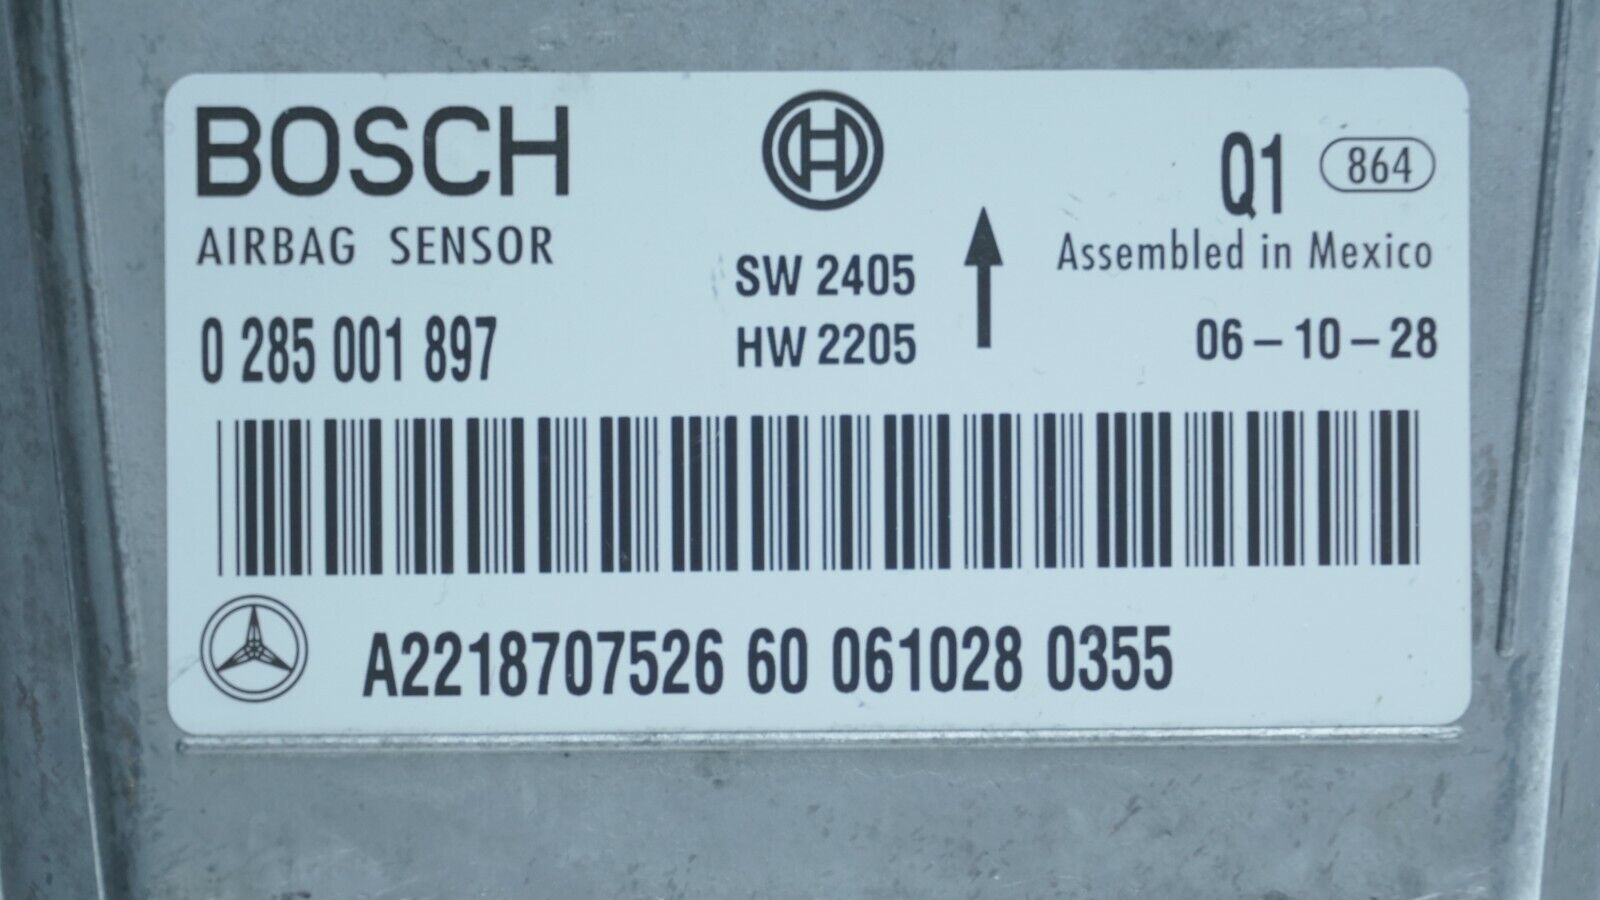 BOSCH
AIRBAG SENSOR
0 285 001 897
SW 2405
HW 2205
Q1 864
Assembled in Mexico
06-10-28
A2218707526 60 061028 0355